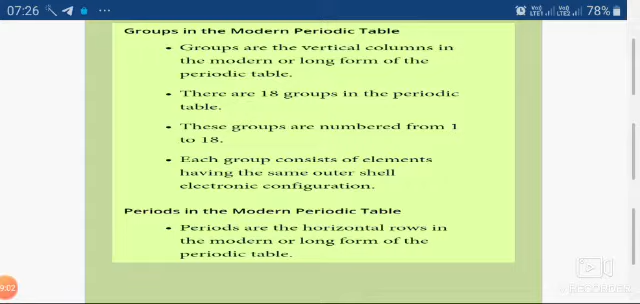 07:26
78%
Groups in the Modern Periodic Table
• Groups are the vertical columns in
the modern or long form of the
periodic table.
• There are 18 groups in the periodic
table.
• These groups are numbered from 1
to 18.
• Each group consists of elements
having the same outer shell
electronic configuration.
Periods in the Modern Periodic Table
• Periods are the horizontal rows in
the modern or long form of the
periodic table.
9:02